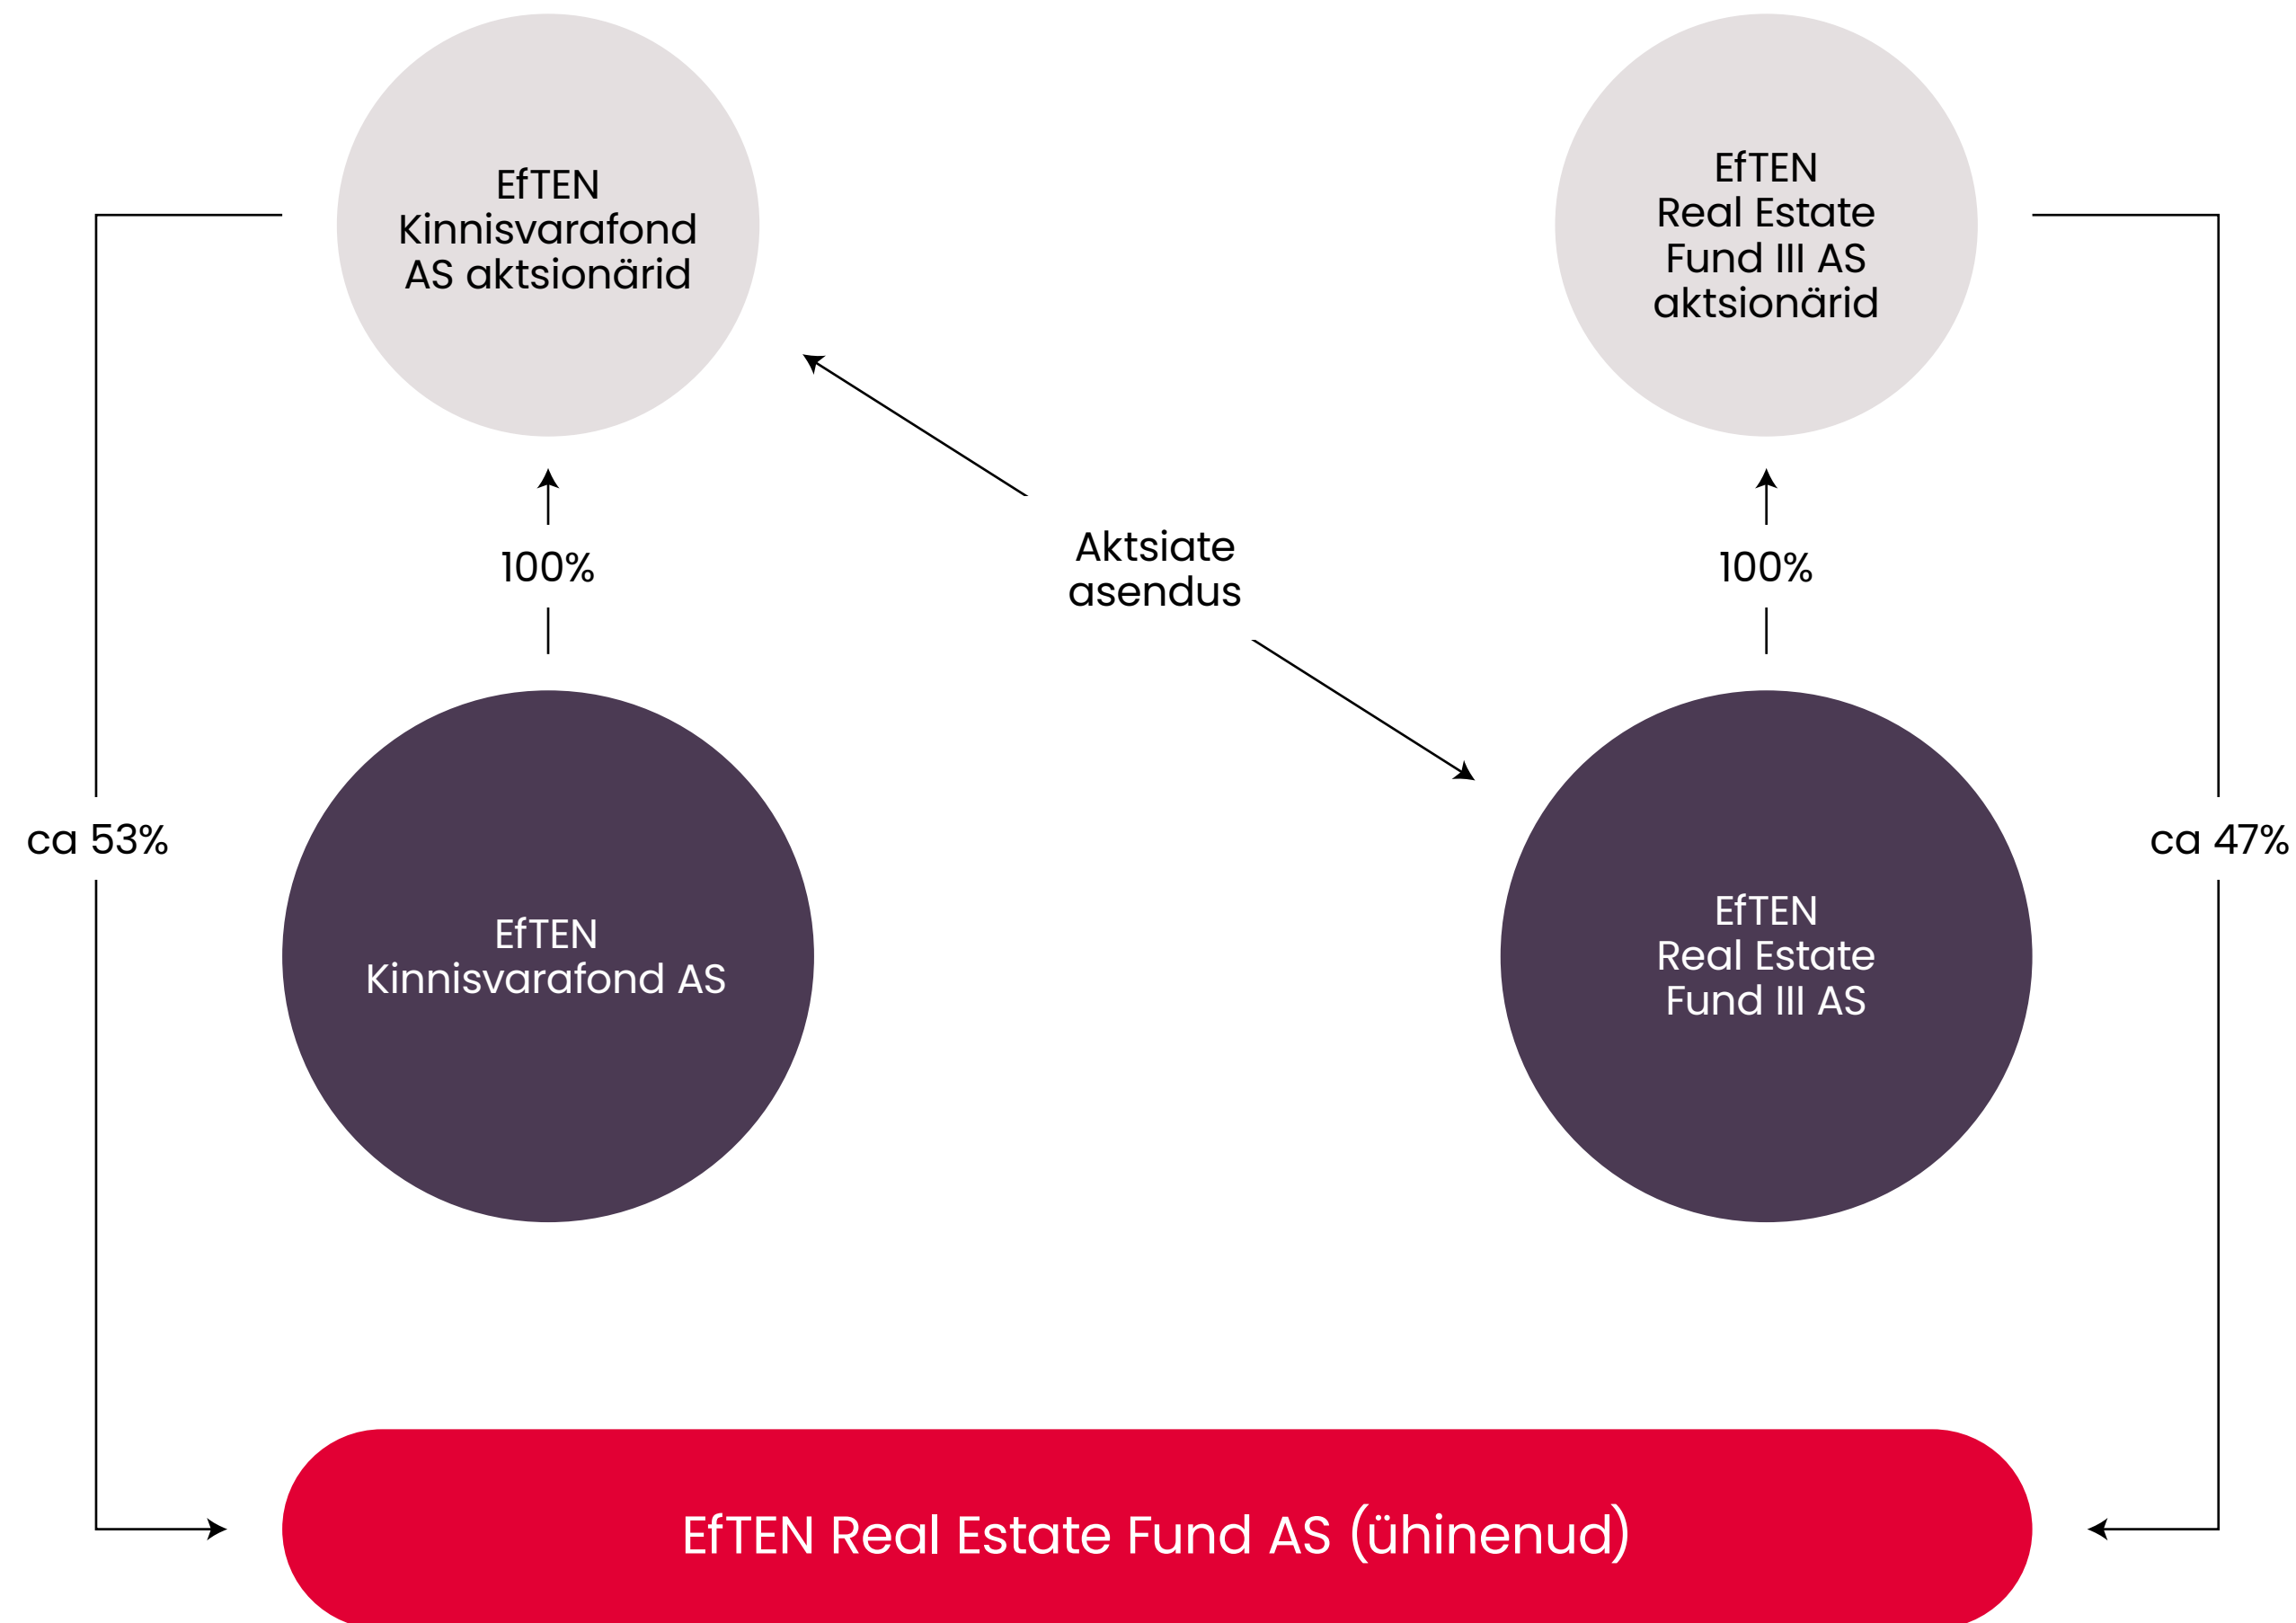 EfTEN
Kinnisvarafond
AS aktsionärid
EfTEN
Real Estate
Fund III AS
aktsionärid
100%
Aktsiate
asendus
100%
ca 53%
ca 47%
EfTEN
Kinnisvarafond AS
EfTEN
Real Estate
Fund III AS
EfTEN Real Estate Fund AS (ühinenud)